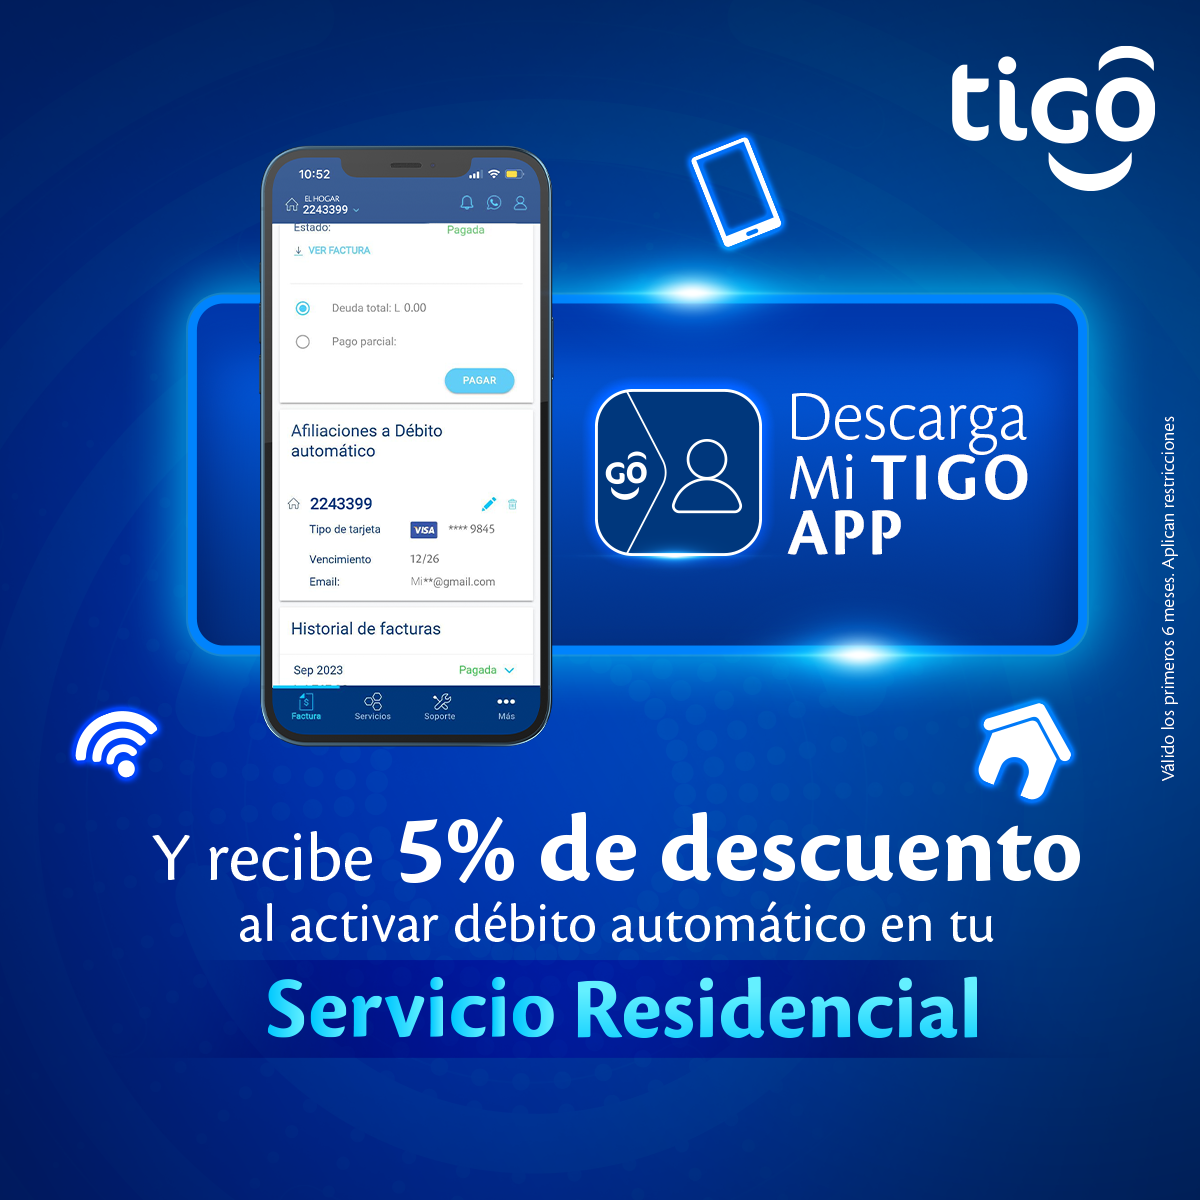 tigo
10:52
EL HOGAR
2243399
Estado: Pagada
VER FACTURA
Deuda total: L 0.00
Pago parcial:
PAGAR
Afiliaciones a Débito
automático
2243399
Tipo de tarjeta VISA **** 9845
Vencimiento 12/26
Email: Mi**@gmail.com
Historial de facturas
Sep 2023 Pagada
Factura Servicios Soporte Más
GO
Descarga
Mi TIGO
APP
Válido los primeros 6 meses. Aplican restricciones
Y recibe 5% de descuento
al activar débito automático en tu
Servicio Residencial